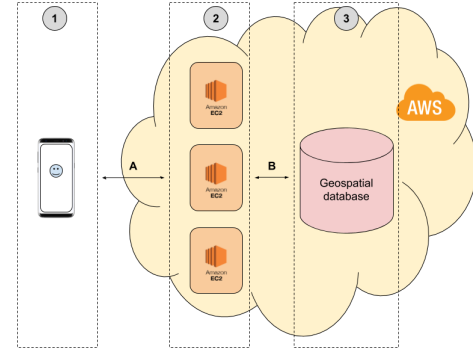 1
2
3
Amazon
EC2
AWS
A
Amazon
EC2
B
Geospatial
database
Amazon
EC2